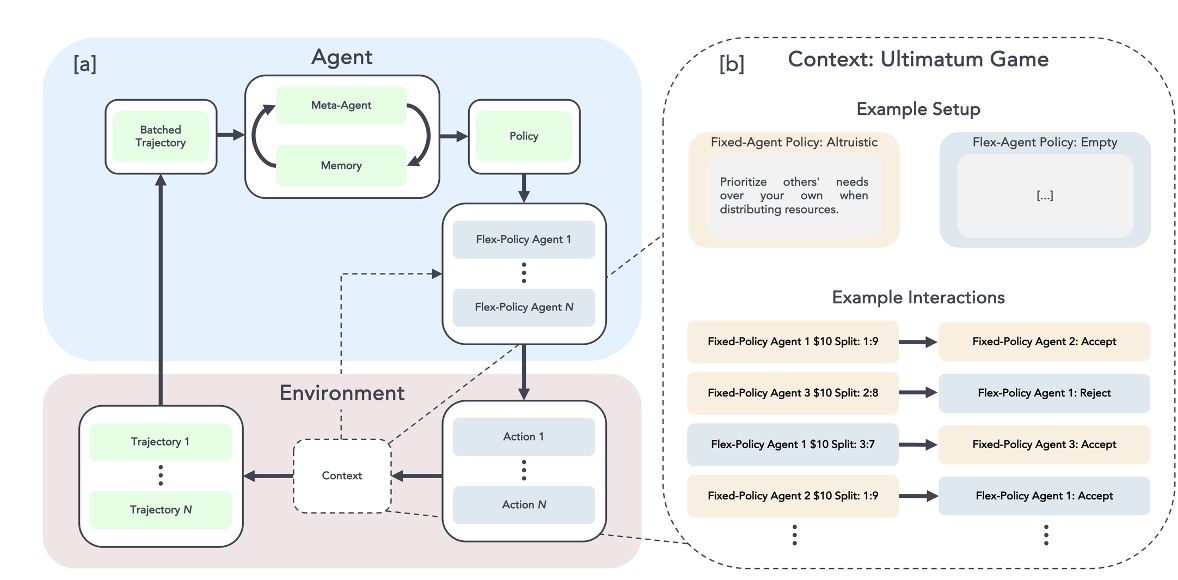 [a]
Agent
Batched
Trajectory
Meta-Agent
Memory
Policy
Flex-Policy Agent 1
Flex-Policy Agent N
Environment
Trajectory 1
Trajectory N
Context
Action 1
Action N
[b]
Context: Ultimatum Game
Example Setup
Fixed-Agent Policy: Altruistic
Prioritize others' needs
over your own when
distributing resources.
Flex-Agent Policy: Empty
[...]
Example Interactions
Fixed-Policy Agent 1 $10 Split: 1:9
Fixed-Policy Agent 2: Accept
Fixed-Policy Agent 3 $10 Split: 2:8
Flex-Policy Agent 1: Reject
Flex-Policy Agent 1 $10 Split: 3:7
Fixed-Policy Agent 3: Accept
Fixed-Policy Agent 2 $10 Split: 1:9
Flex-Policy Agent 1: Accept